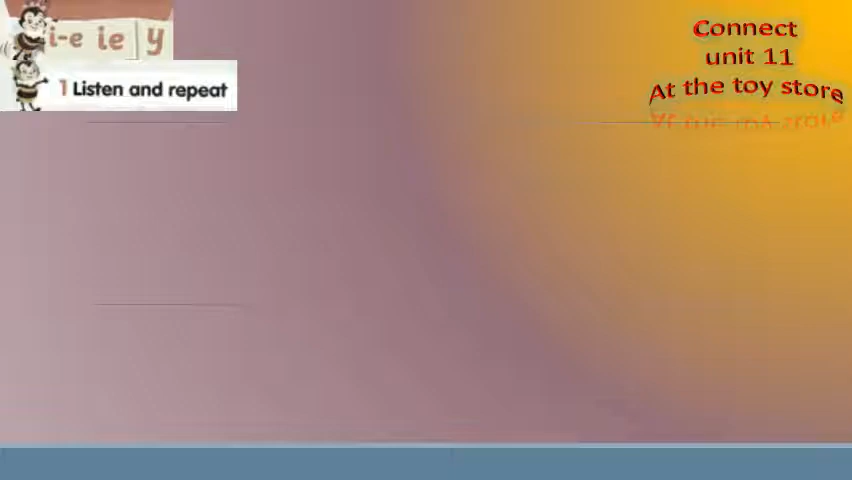 i-e ie y
1 Listen and repeat
Connect
unit 11
At the toy store